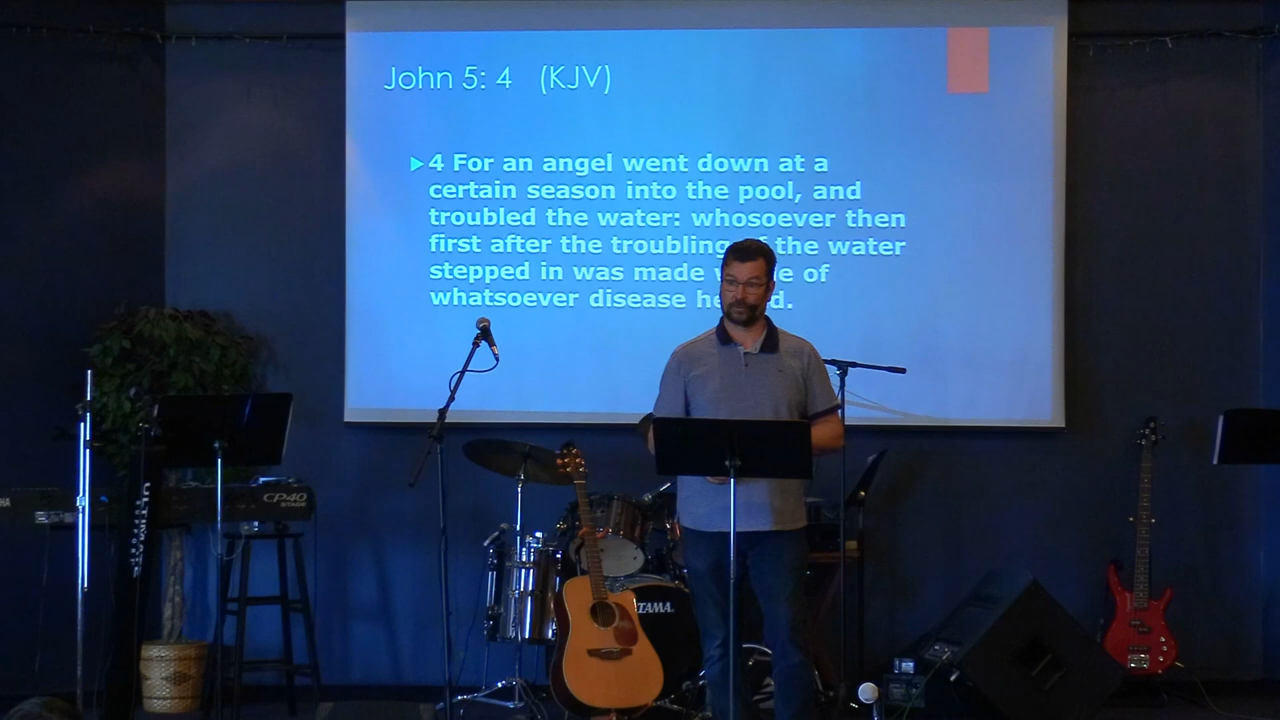 John 5: 4 (KJV)
4 For an angel went down at a
certain season into the pool, and
troubled the water: whosoever then
first after the troubling the water
stepped in was made of
whatsoever disease he
CP40
STAGE
TAMA
ULTIMATE